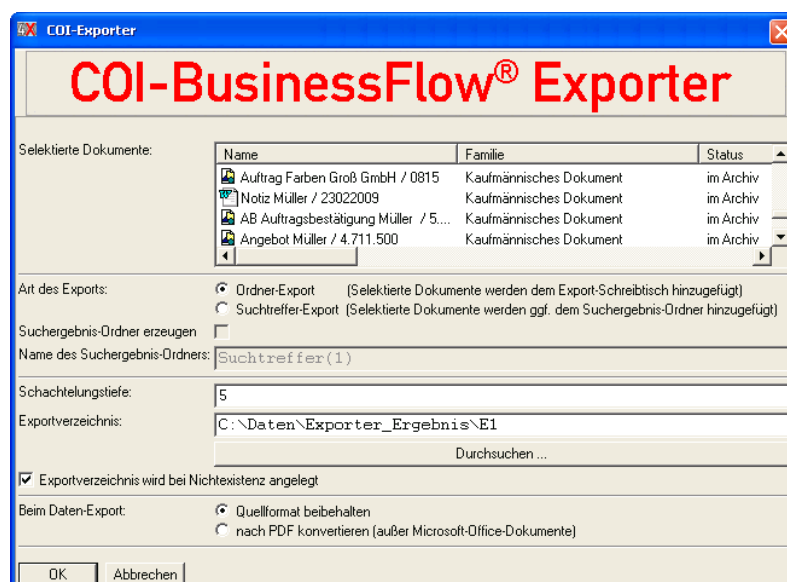 COI-Exporter
COI-BusinessFlow® Exporter
Selektierte Dokumente:
Name Familie Status
Auftrag Farben Groß GmbH / 0815 Kaufmännisches Dokument im Archiv
Notiz Müller / 23022009 Kaufmännisches Dokument im Archiv
AB Auftragsbestätigung Müller / 5.... Kaufmännisches Dokument im Archiv
Angebot Müller / 4.711.500 Kaufmännisches Dokument im Archiv
Art des Exports: Ordner-Export (Selektierte Dokumente werden dem Export-Schreibtisch hinzugefügt)
Suchtreffer-Export (Selektierte Dokumente werden ggf. dem Suchergebnis-Ordner hinzugefügt)
Suchergebnis-Ordner erzeugen
Name des Suchergebnis-Ordners: Suchtreffer(1)
Schachtelungstiefe: 5
Exportverzeichnis: C:\Daten\Exporter_Ergebnis\E1
Durchsuchen ...
Exportverzeichnis wird bei Nichtexistenz angelegt
Beim Daten-Export: Quellformat beibehalten
nach PDF konvertieren (außer Microsoft-Office-Dokumente)
OK Abbrechen